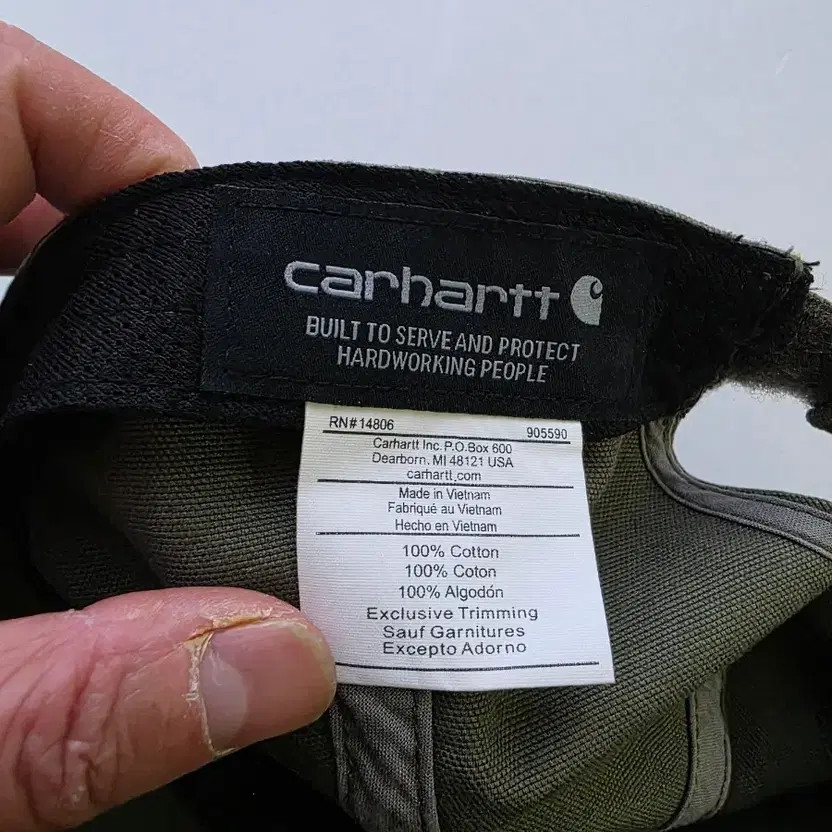 carhartt
BUILT TO SERVE AND PROTECT
HARDWORKING PEOPLE
RN#14806 905590
Carhartt Inc. P.O.Box 600
Dearborn, MI 48121 USA
carhartt.com
Made in Vietnam
Fabriqué au Vietnam
Hecho en Vietnam
100% Cotton
100% Coton
100% Algodón
Exclusive Trimming
Sauf Garnitures
Excepto Adorno